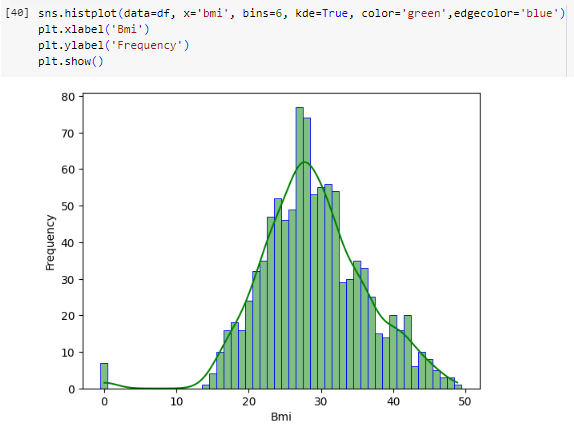 [40] sns.histplot(data=df, x='bmi', bins=6, kde=True, color='green',edgecolor='blue')
plt.xlabel('Bmi')
plt.ylabel('Frequency')
plt.show()
80
70
60
50
40
30
20
10
0
Frequency
0 10 20 30 40 50
Bmi